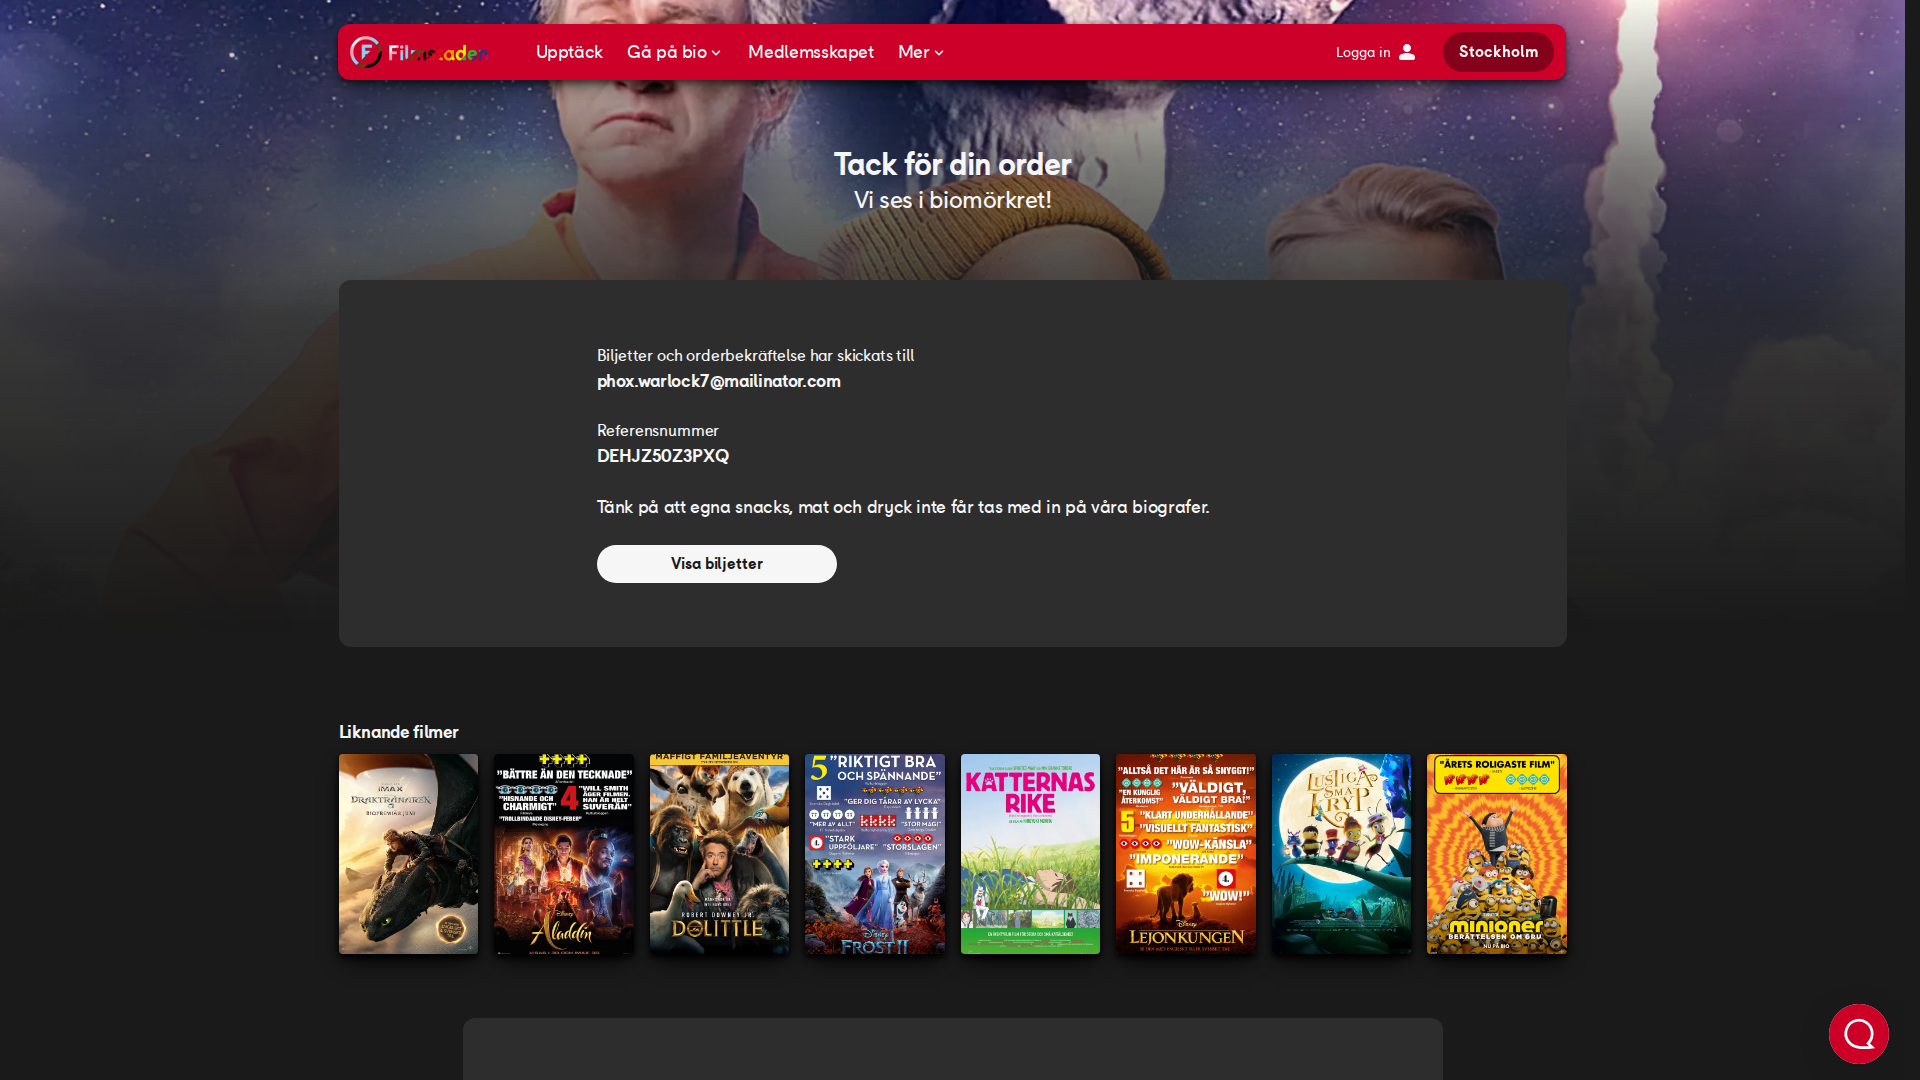 Filmstaden
Upptäck
Gå på bio
Medlemsskapet
Mer
Logga in
Stockholm
Tack för din order
Vi ses i biomörkret!
Biljetter och orderbekräftelse har skickats till
phox.warlock7@mailinator.com
Referensnummer
DEHJZ50Z3PXQ
Tänk på att egna snacks, mat och dryck inte får tas med in på våra biografer.
Visa biljetter
Liknande filmer
IMAX
DRAKTRÄNAREN
"BÄTTRE ÄN DEN TECKNADE"
"HISNANDE OCH
CHARMIGT"
4
"WILL SMITH
ÄGER FILMEN.
HAN ÄR HELT
SUVERÄN"
"TROLLBINDANDE DISNEY-FEBER"
Disney
Aladdin
MAFFIGT FAMILJEÄVENTYR
ROBERT DOWNEY JR.
DOLITTLE
5
"RIKTIGT BRA
OCH SPÄNNANDE"
"GER DIG TÅRAR AV LYCKA"
"MER AV ALLT"
"STOR MAGI"
"STARK
UPPFÖLJARE"
"STORSLAGEN"
Disney
FROST II
KATTERNAS
RIKE
"ALLTSÅ DET HÄR ÄR SÅ SNYGGT!"
"EN KUNGLIG
ÅTERKOMST"
"VÄLDIGT,
VÄLDIGT BRA!"
5
"KLART UNDERHÅLLANDE"
"VISUELLT FANTASTISK"
"WOW-KÄNSLA"
"IMPONERANDE"
"WOW!"
Disney
LEJONKUNGEN
LUSTIGA
SMÅ
KRYP
"ÅRETS ROLIGASTE FILM"
minioner
BERÄTTELSEN OM GRU
NU PÅ BIO